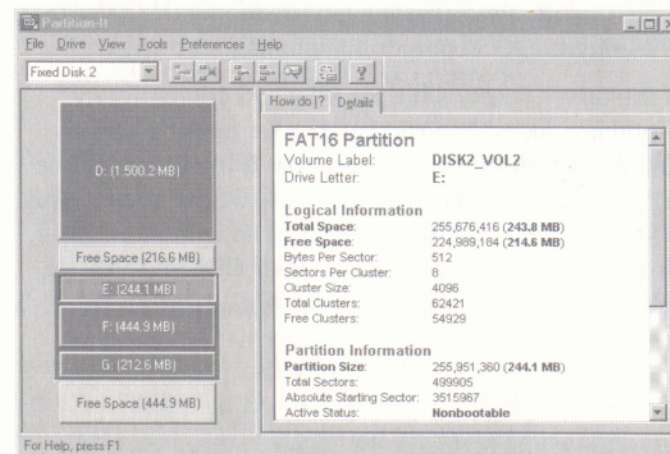 Partition-It
File Drive View Tools Preferences Help
Fixed Disk 2
How do I? Details
D: (1.500.2 MB)
Free Space (216.6 MB)
E: (244.1 MB)
F: (444.9 MB)
G: (212.6 MB)
Free Space (444.9 MB)
FAT16 Partition
Volume Label: DISK2_VOL2
Drive Letter: E:
Logical Information
Total Space: 255,676,416 (243.8 MB)
Free Space: 224,989,184 (214.6 MB)
Bytes Per Sector: 512
Sectors Per Cluster: 8
Cluster Size: 4096
Total Clusters: 62421
Free Clusters: 54929
Partition Information
Partition Size: 255,951,360 (244.1 MB)
Total Sectors: 499905
Absolute Starting Sector: 3515967
Active Status: Nonbootable
For Help, press F1